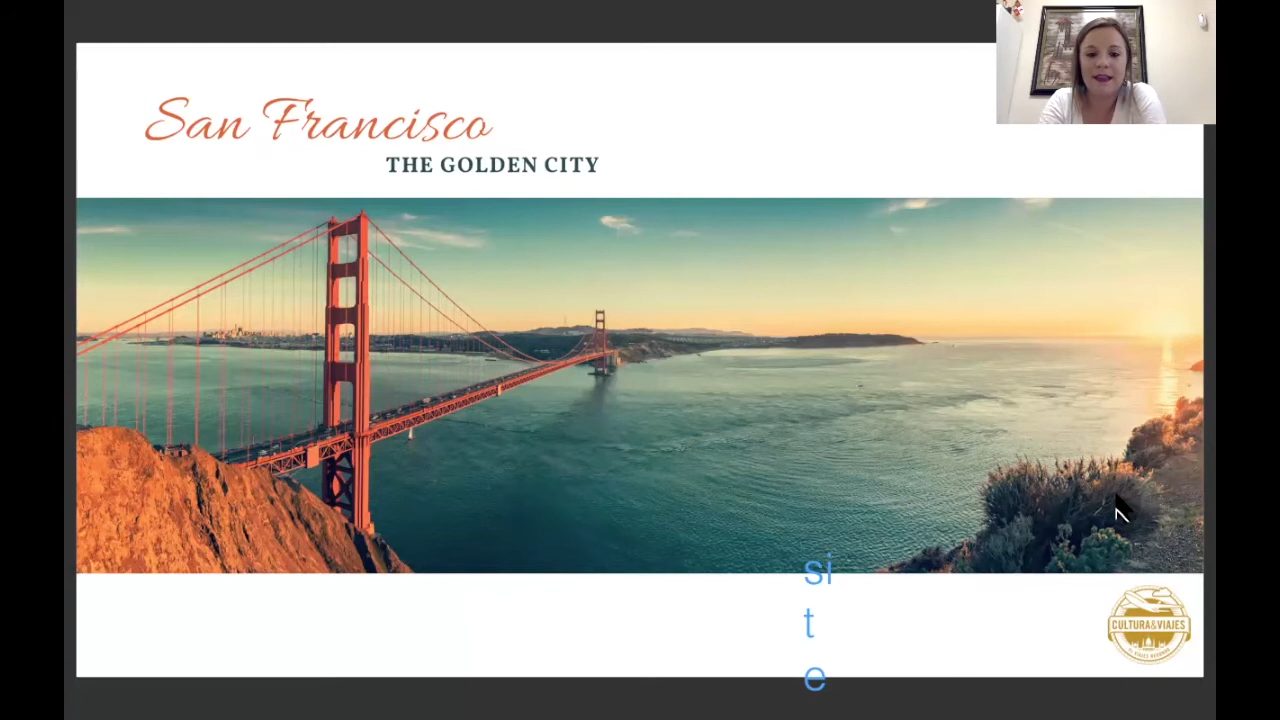 San Francisco
THE GOLDEN CITY
si
t
e
CULTURA&VIAJES